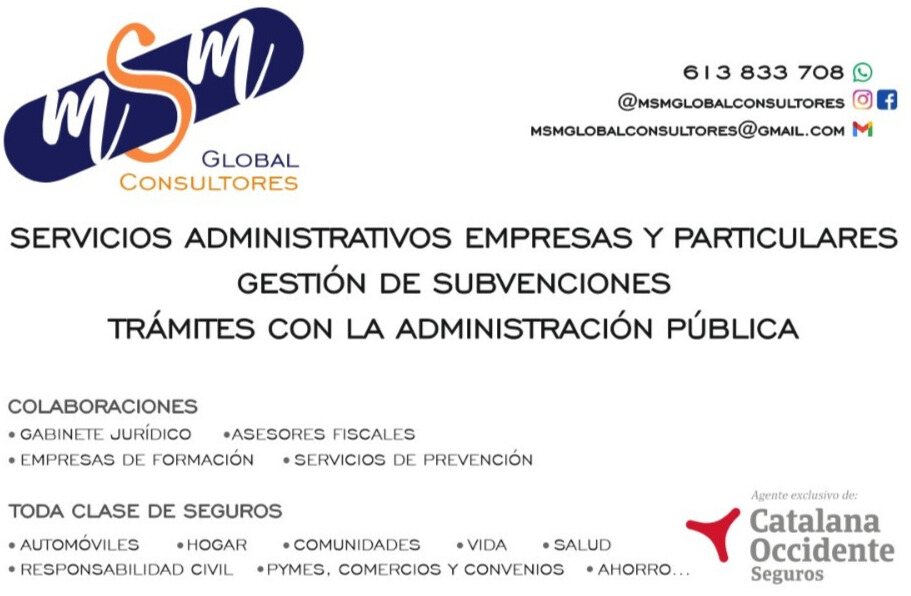 mSm
GLOBAL
CONSULTORES
613 833 708
@MSMGLOBALCONSULTORES
MSMGLOBALCONSULTORES@GMAIL.COM
SERVICIOS ADMINISTRATIVOS EMPRESAS Y PARTICULARES
GESTIÓN DE SUBVENCIONES
TRÁMITES CON LA ADMINISTRACIÓN PÚBLICA
COLABORACIONES
• GABINETE JURÍDICO • ASESORES FISCALES
• EMPRESAS DE FORMACIÓN • SERVICIOS DE PREVENCIÓN
TODA CLASE DE SEGUROS
• AUTOMÓVILES • HOGAR • COMUNIDADES • VIDA • SALUD
• RESPONSABILIDAD CIVIL • PYMES, COMERCIOS Y CONVENIOS • AHORRO...
Agente exclusivo de:
Catalana
Occidente
Seguros